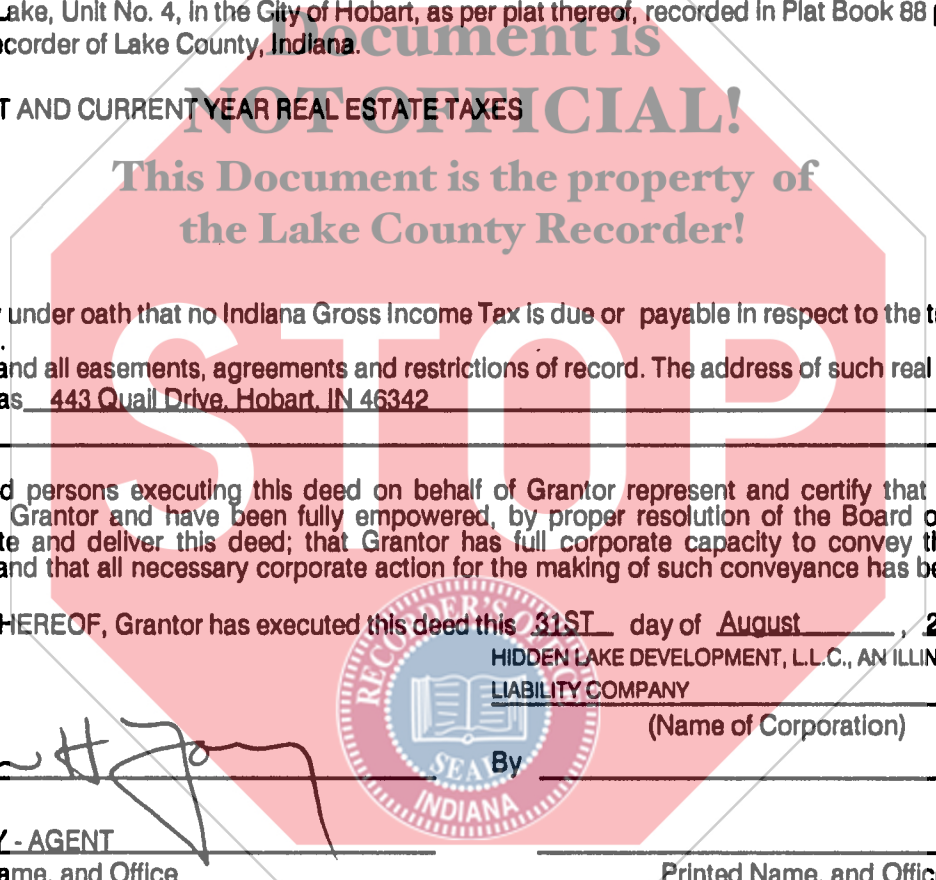 Lake, Unit No. 4, in the City of Hobart, as per plat thereof, recorded in Plat Book 88
ecorder of Lake County, Indiana.
Document is
T AND CURRENT YEAR REAL ESTATE TAXES
NOT OFFICIAL!
This Document is the property of
the Lake County Recorder!
under oath that no Indiana Gross Income Tax is due or payable in respect to the t
and all easements, agreements and restrictions of record. The address of such real
as 443 Quail Drive, Hobart, IN 46342
STOP
d persons executing this deed on behalf of Grantor represent and certify that
Grantor and have been fully empowered, by proper resolution of the Board o
te and deliver this deed; that Grantor has full corporate capacity to convey th
and that all necessary corporate action for the making of such conveyance has be
HEREOF, Grantor has executed this deed this 31ST day of August, 2
HIDDEN LAKE DEVELOPMENT, L.L.C., AN ILLIN
LIABILITY COMPANY
(Name of Corporation)
RECORDER'S OFFICE
SEAL
INDIANA
By
Y - AGENT
ame, and Office
Printed Name, and Offic